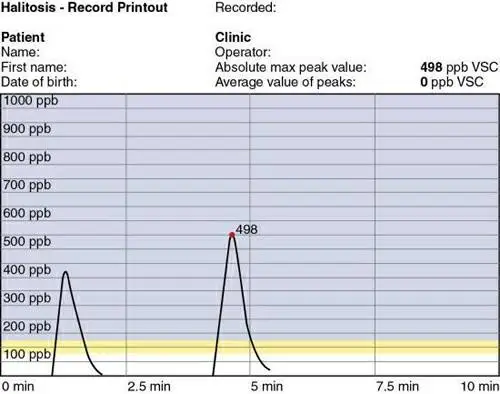 Halitosis - Record Printout Recorded:
Patient Clinic
Name: Operator:
First name: Absolute max peak value: 498 ppb VSC
Date of birth: Average value of peaks: 0 ppb VSC
1000 ppb
900 ppb
800 ppb
700 ppb
600 ppb
498
500 ppb
400 ppb
300 ppb
200 ppb
100 ppb
0 min 2.5 min 5 min 7.5 min 10 min